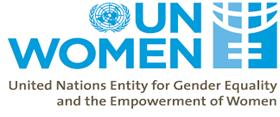 UN
WOMEN
United Nations Entity for Gender Equality
and the Empowerment of Women